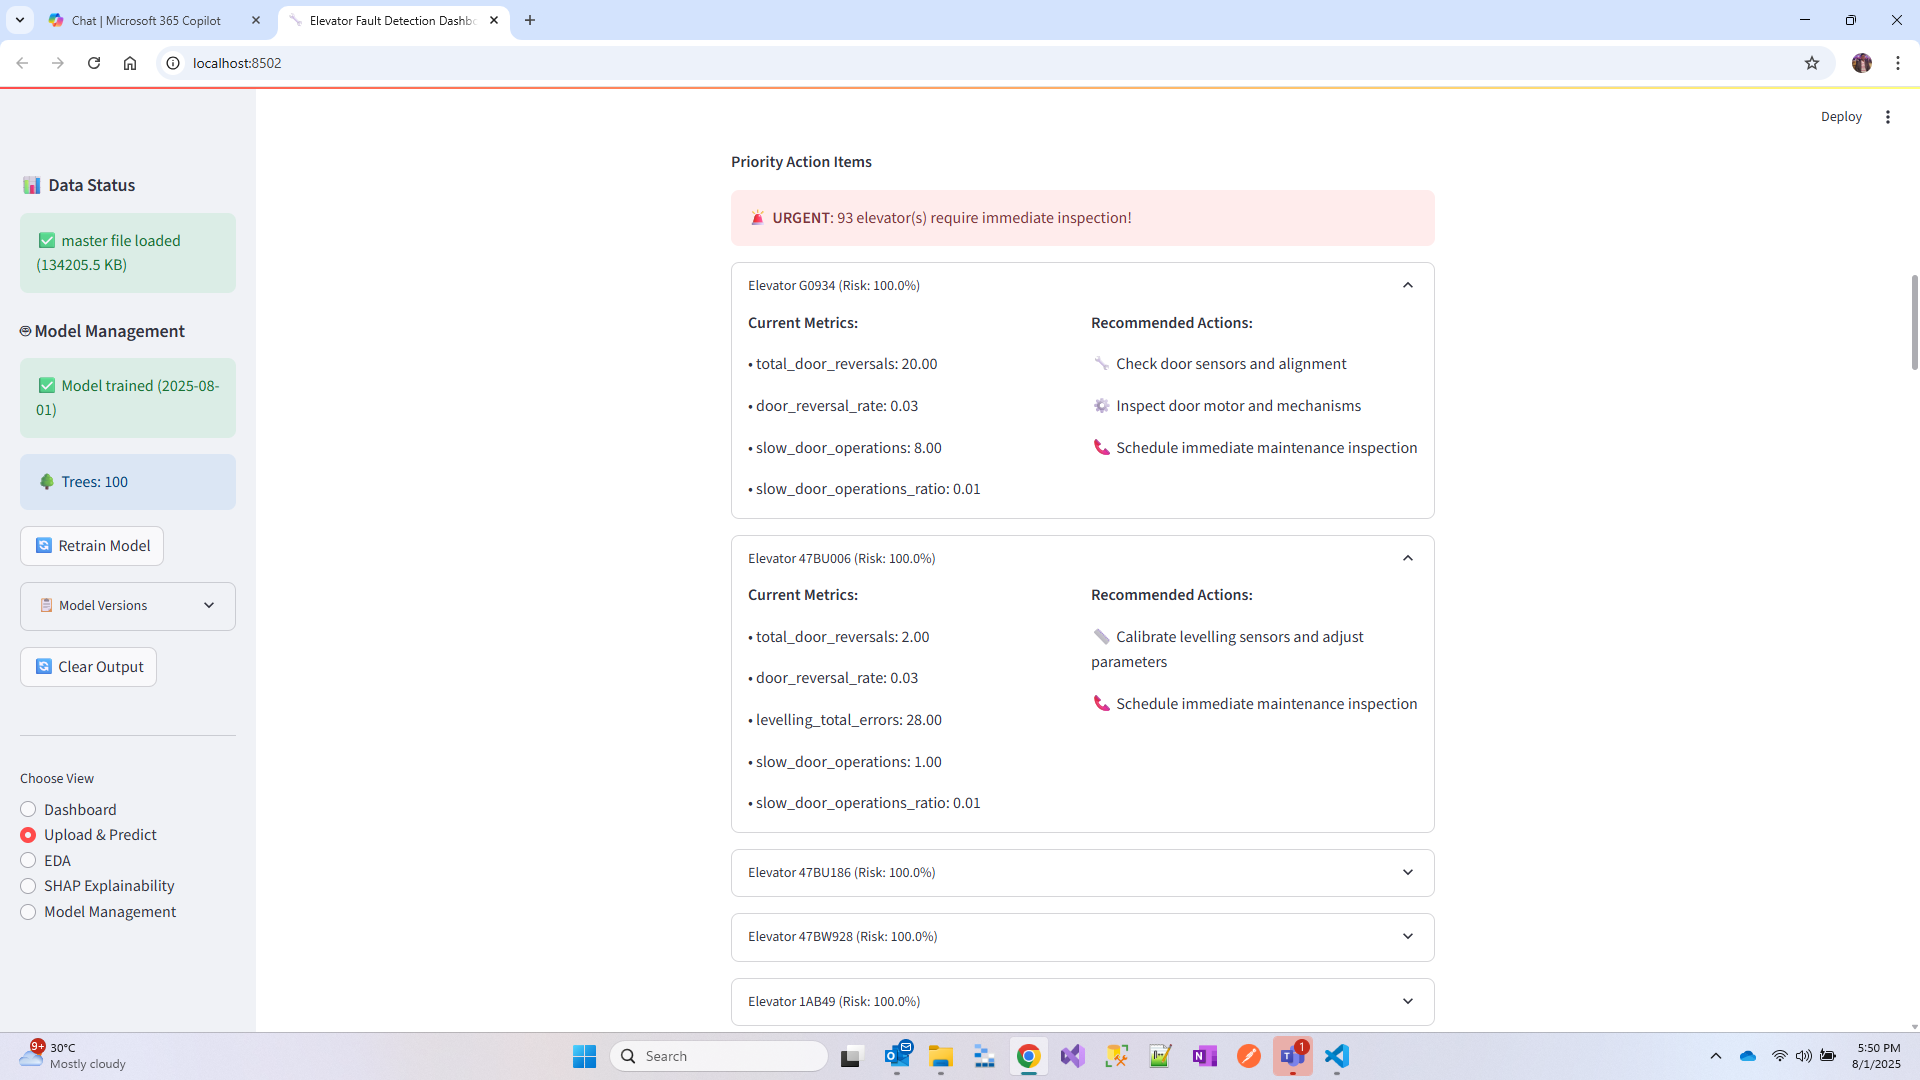 Chat | Microsoft 365 Copilot
Elevator Fault Detection Dashbo
localhost:8502
Deploy
Data Status
master file loaded
(134205.5 KB)
Model Management
Model trained (2025-08-
01)
Trees: 100
Retrain Model
Model Versions
Clear Output
Choose View
Dashboard
Upload & Predict
EDA
SHAP Explainability
Model Management
Priority Action Items
URGENT: 93 elevator(s) require immediate inspection!
Elevator G0934 (Risk: 100.0%)
Current Metrics:
• total_door_reversals: 20.00
• door_reversal_rate: 0.03
• slow_door_operations: 8.00
• slow_door_operations_ratio: 0.01
Recommended Actions:
Check door sensors and alignment
Inspect door motor and mechanisms
Schedule immediate maintenance inspection
Elevator 47BU006 (Risk: 100.0%)
Current Metrics:
• total_door_reversals: 2.00
• door_reversal_rate: 0.03
• levelling_total_errors: 28.00
• slow_door_operations: 1.00
• slow_door_operations_ratio: 0.01
Recommended Actions:
Calibrate levelling sensors and adjust
parameters
Schedule immediate maintenance inspection
Elevator 47BU186 (Risk: 100.0%)
Elevator 47BW928 (Risk: 100.0%)
Elevator 1AB49 (Risk: 100.0%)
9+
30°C
Mostly cloudy
Search
1
5:50 PM
8/1/2025